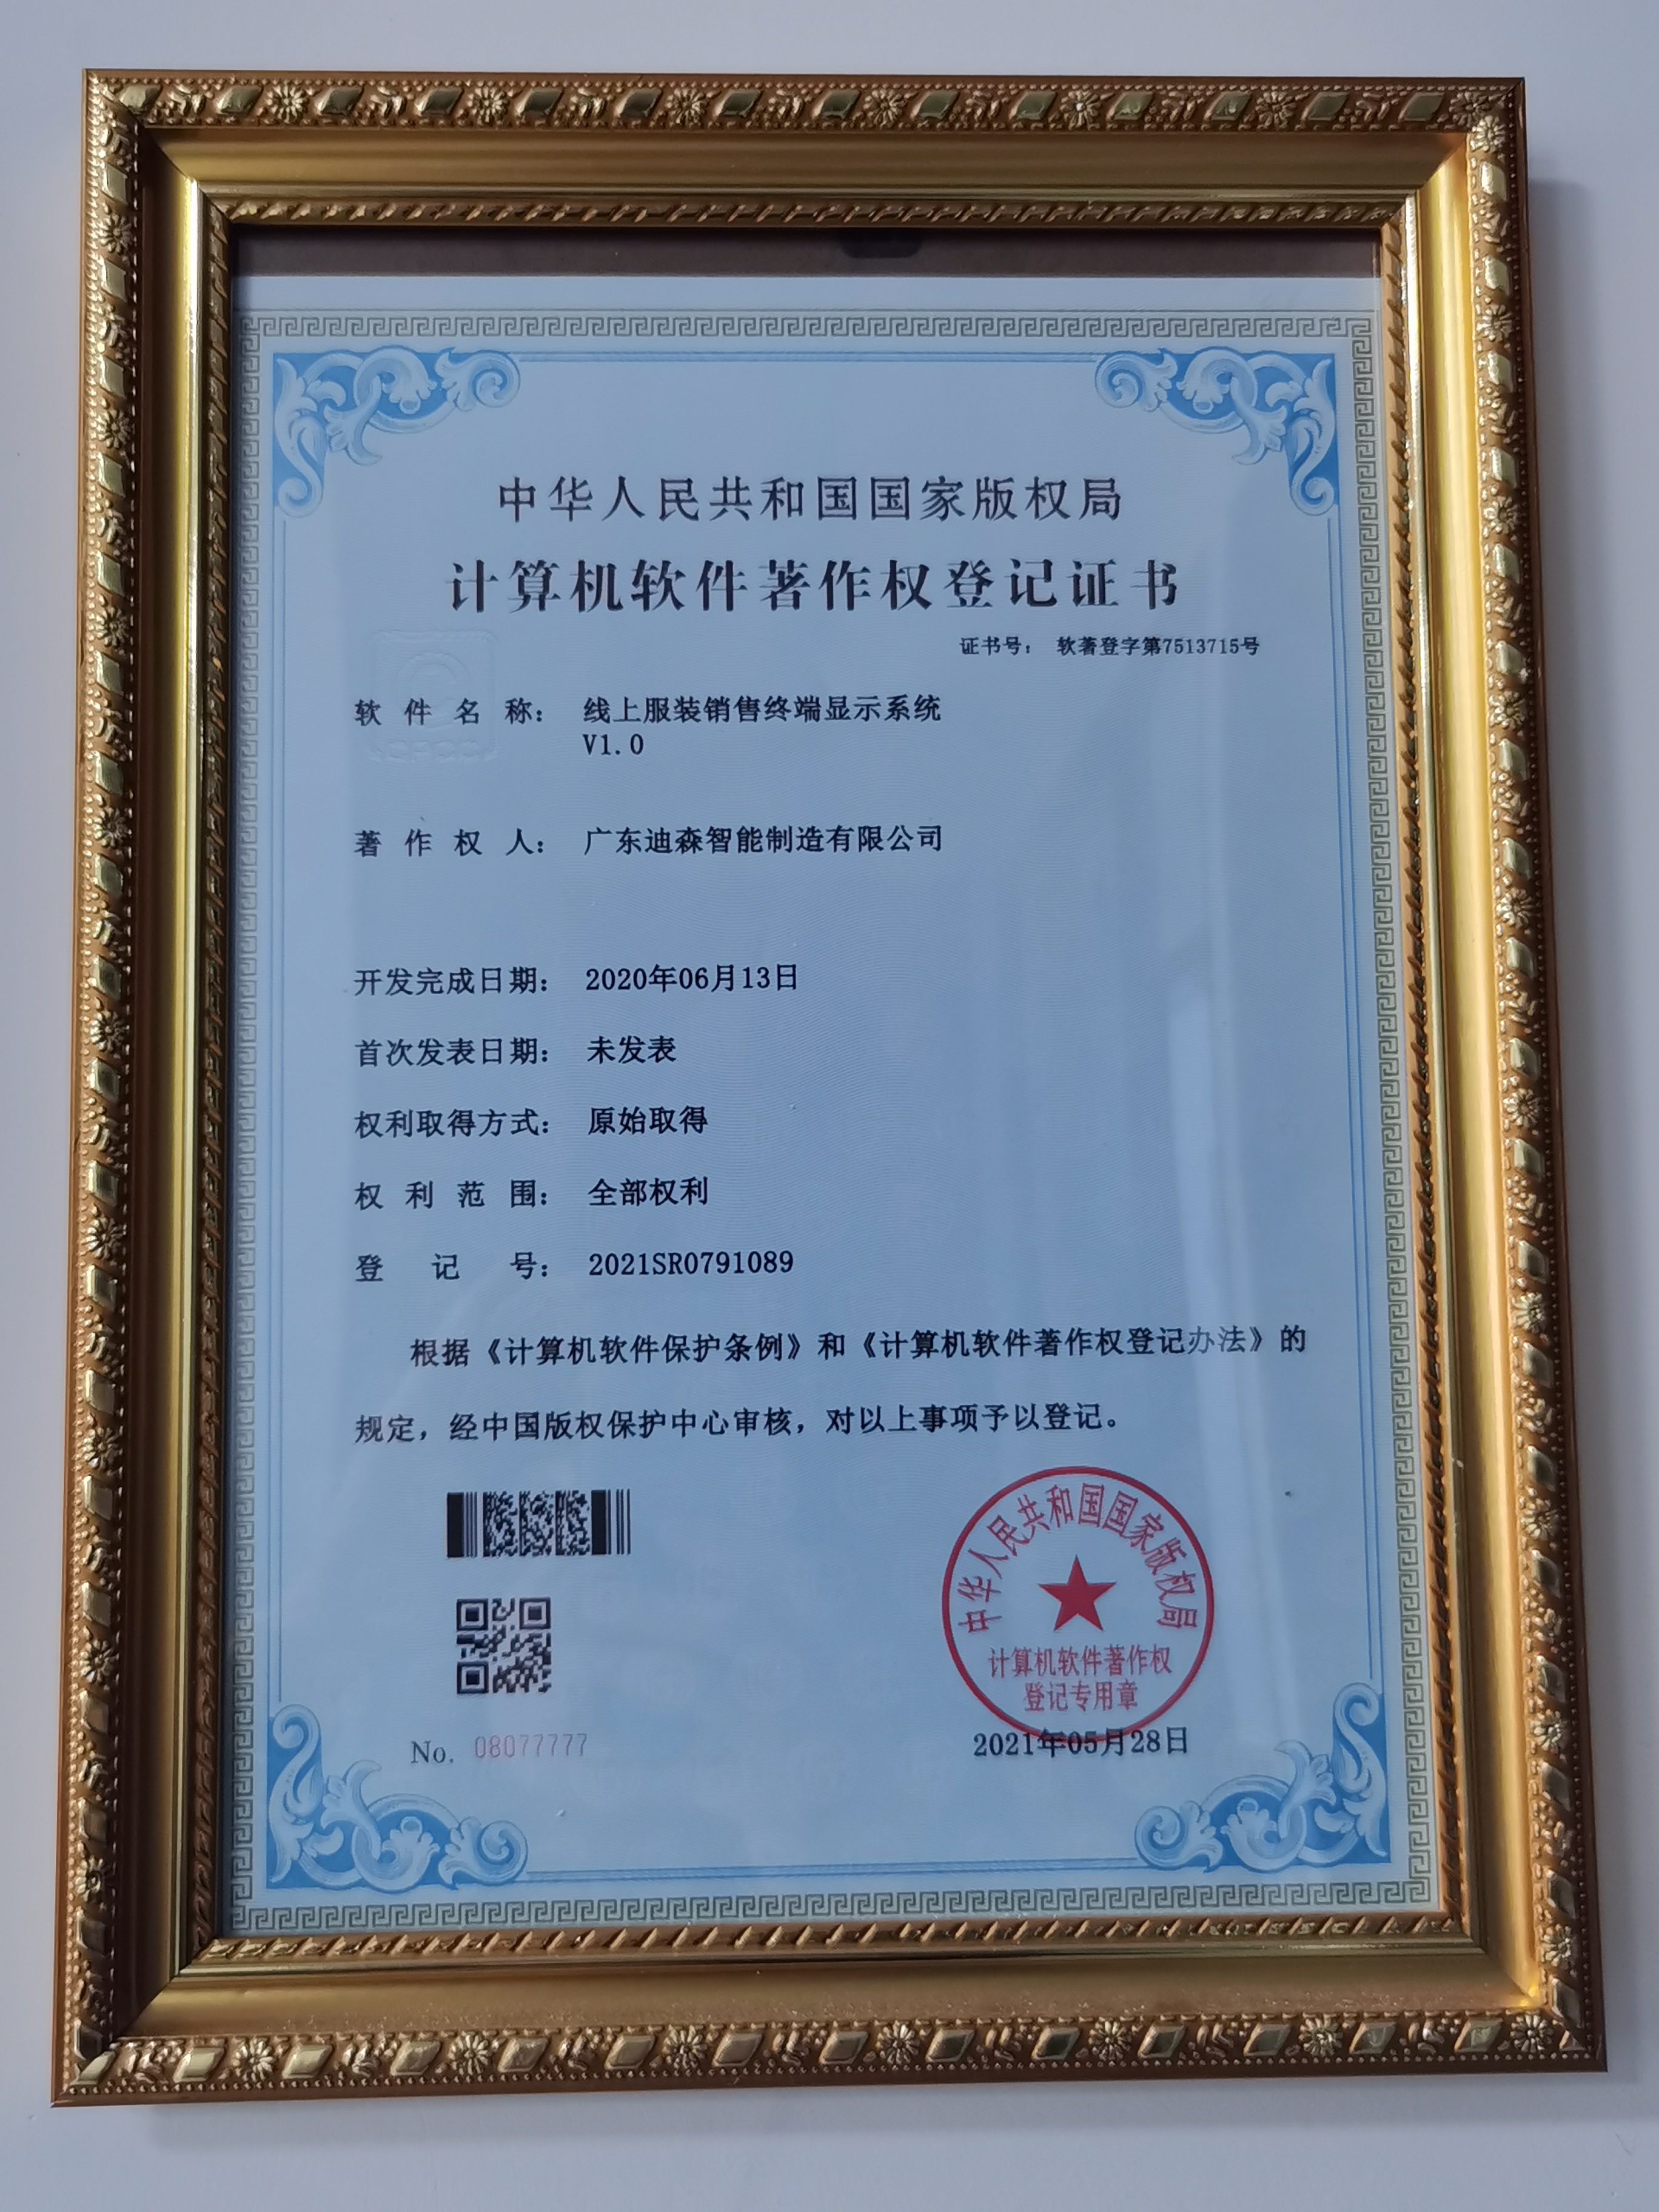 中华人民共和国国家版权局
计算机软件著作权登记证书
证书号： 软著登字第7513715号
软件名称： 线上服装销售终端显示系统
V1.0
著作权人： 广东迪森智能制造有限公司
开发完成日期： 2020年06月13日
首次发表日期： 未发表
权利取得方式： 原始取得
权利范围： 全部权利
登记号： 2021SR0791089
根据《计算机软件保护条例》和《计算机软件著作权登记办法》的
规定，经中国版权保护中心审核，对以上事项予以登记。
中华人民共和国国家版权局
计算机软件著作权
登记专用章
No. 08077777
2021年05月28日